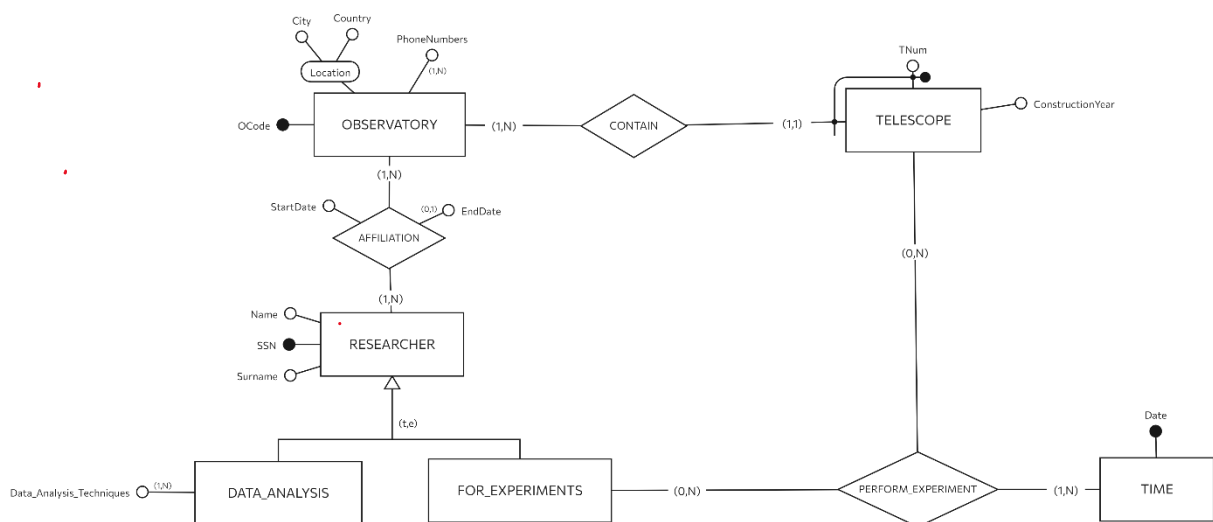 City
Country
PhoneNumbers
(1,N)
Location
OCode
OBSERVATORY
(1,N)
CONTAIN
(1,1)
TNum
TELESCOPE
ConstructionYear
(1,N)
StartDate
(0,1)
EndDate
AFFILIATION
(0,N)
(1,N)
Name
SSN
RESEARCHER
Surname
(t,e)
Date
Data_Analysis_Techniques
(1,N)
DATA_ANALYSIS
FOR_EXPERIMENTS
(0,N)
PERFORM_EXPERIMENT
(1,N)
TIME